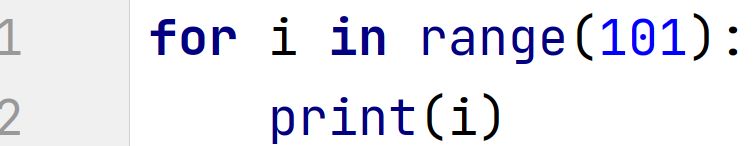 1 for i in range(101):
2     print(i)